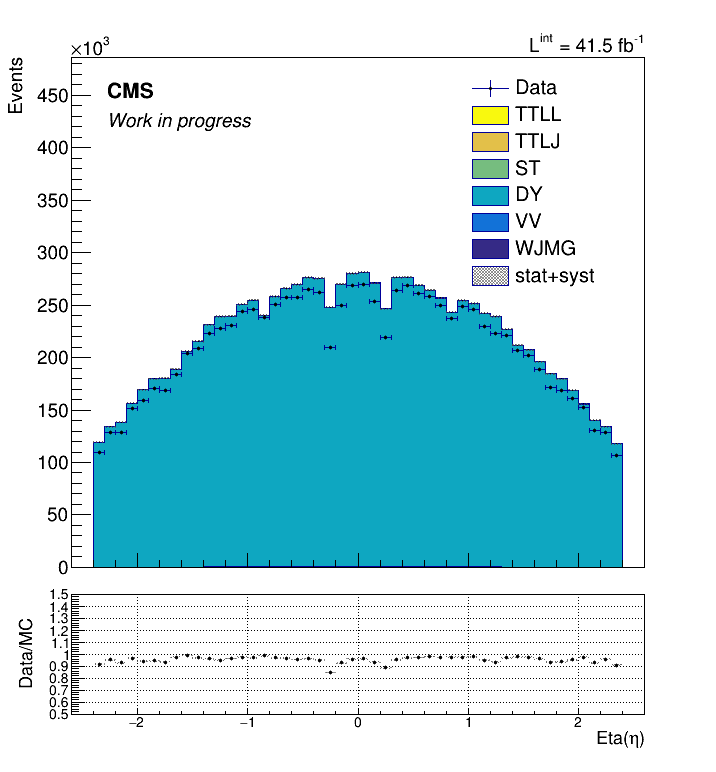 ×10³
L^int = 41.5 fb⁻¹
Events
CMS
Work in progress
Data
TTLL
TTLJ
ST
DY
VV
WJMG
stat+syst
450
400
350
300
250
200
150
100
50
0
Data/MC
1.5
1.4
1.3
1.2
1.1
1
0.9
0.8
0.7
0.6
0.5
−2
−1
0
1
2
Eta(η)